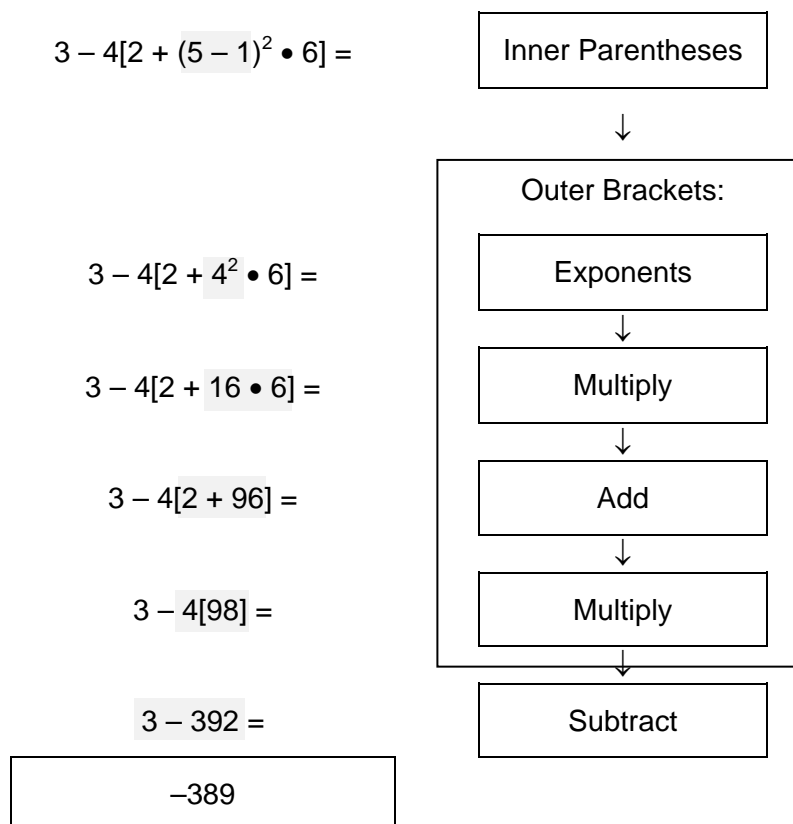 3 – 4[2 + (5 – 1)² • 6] =
Inner Parentheses
↓
Outer Brackets:
3 – 4[2 + 4² • 6] =
Exponents
↓
3 – 4[2 + 16 • 6] =
Multiply
↓
3 – 4[2 + 96] =
Add
↓
3 – 4[98] =
Multiply
↓
3 – 392 =
Subtract
–389